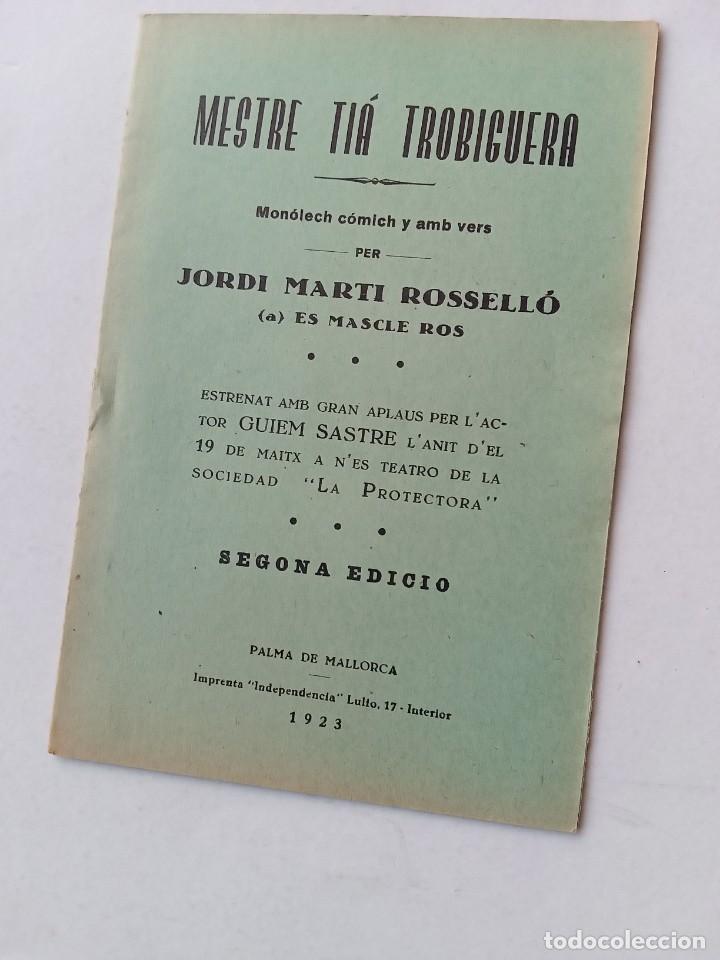 MESTRE TIÁ TROBIGUERA
Monólech cómich y amb vers
PER
JORDI MARTI ROSSELLÓ
(a) ES MASCLE ROS
ESTRENAT AMB GRAN APLAUS PER L'AC-
TOR GUIEM SASTRE L'ANIT D'EL
19 DE MAITX A N'ES TEATRO DE LA
SOCIEDAD "LA PROTECTORA"
SEGONA EDICIO
PALMA DE MALLORCA
Imprenta "Independencia" Lulio, 17 - Interior
1923
todocoleccion